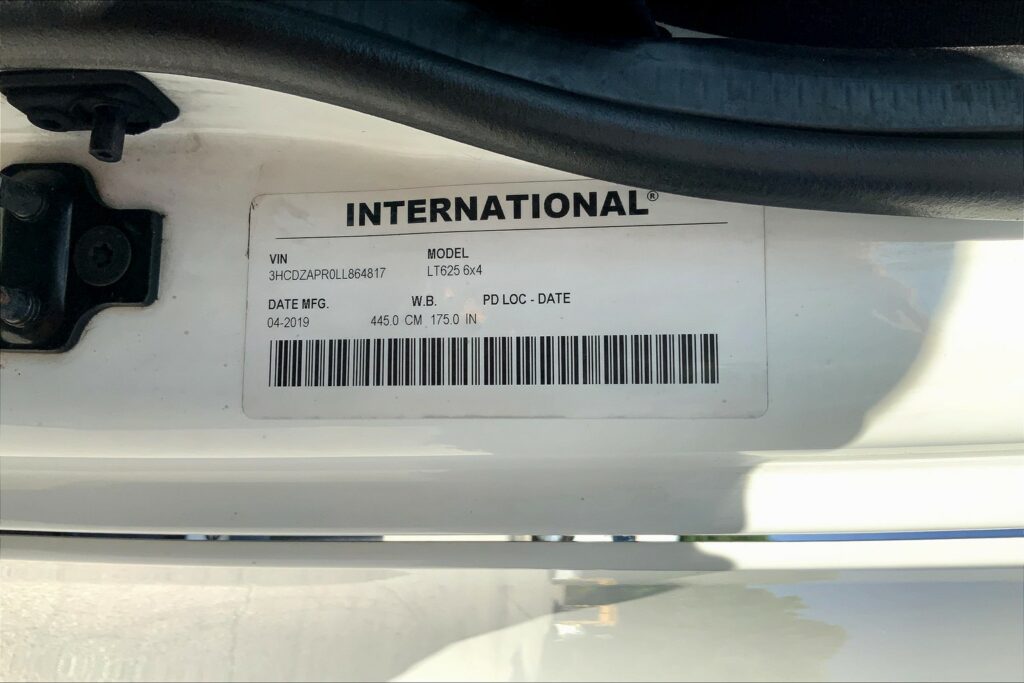 INTERNATIONAL®
VIN MODEL
3HCDZAPR0LL864817 LT625 6x4
DATE MFG. W.B. PD LOC - DATE
04-2019 445.0 CM 175.0 IN